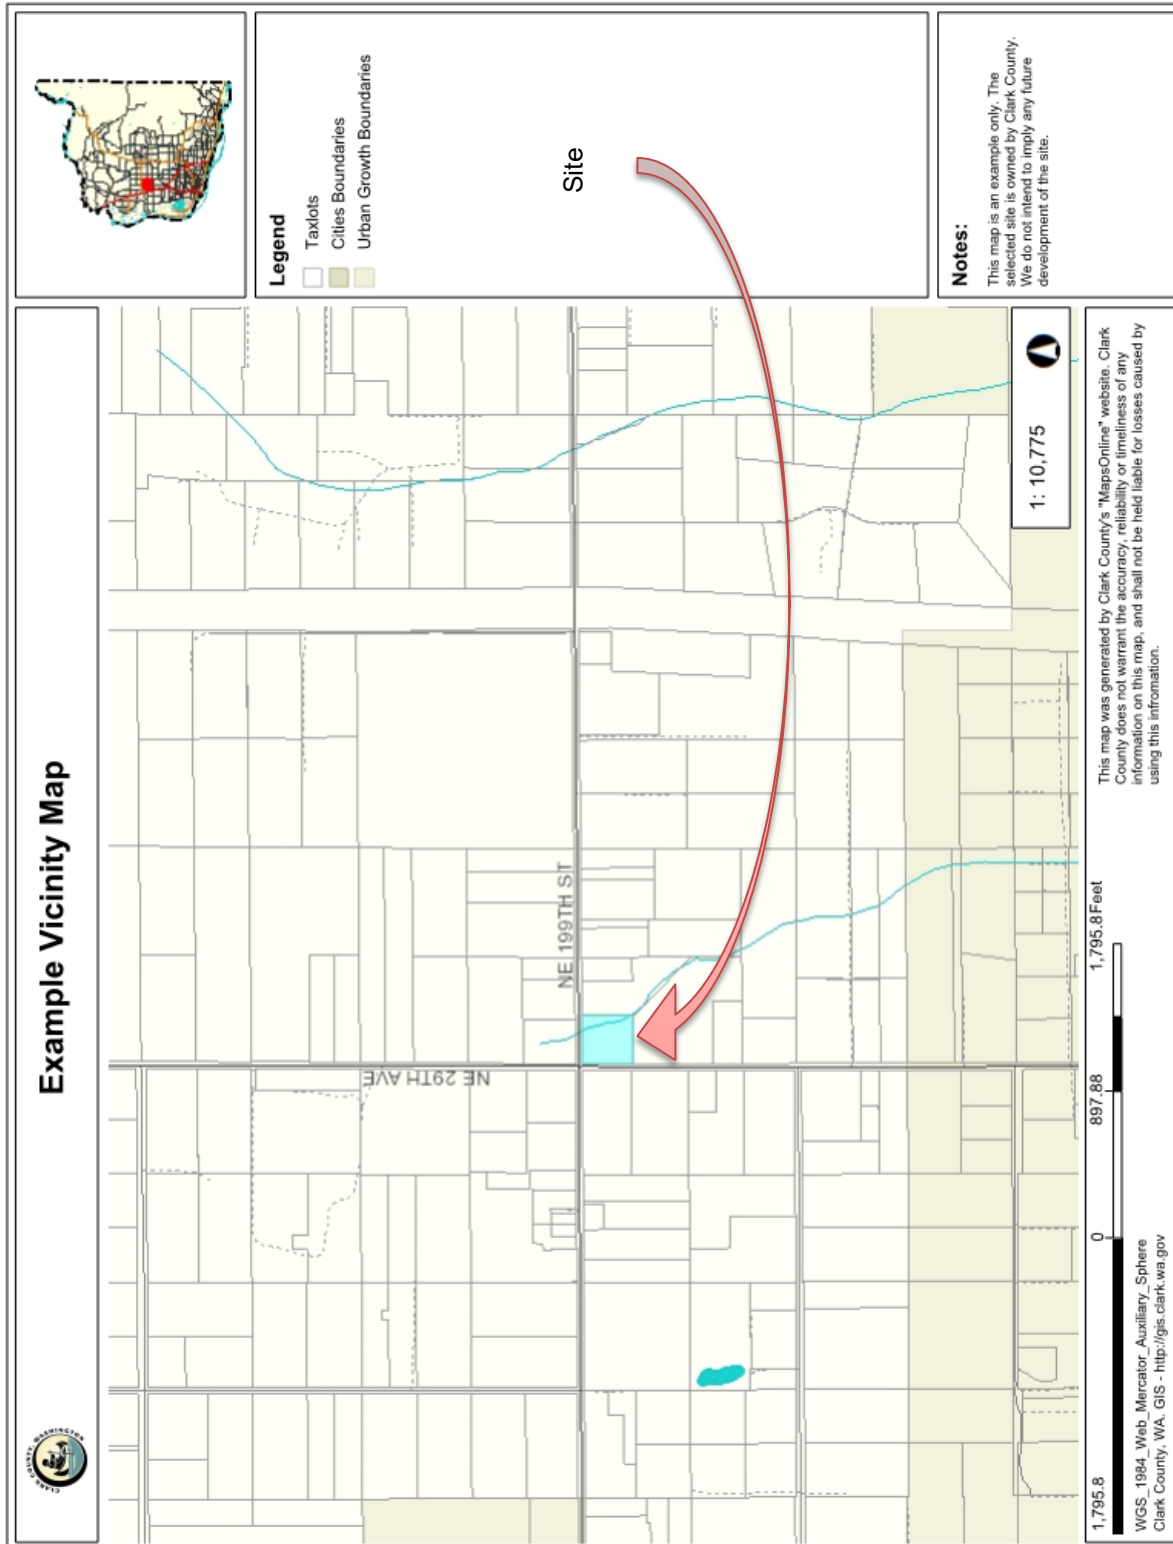 CLARK COUNTY, WASHINGTON
Example Vicinity Map
Legend
Taxlots
Cities Boundaries
Urban Growth Boundaries
Site
NE 199TH ST
NE 29TH AVE
Notes:
This map is an example only. The
selected site is owned by Clark County.
We do not intend to imply any future
development of the site.
1: 10,775
1,795.8
0
897.88
1,795.8 Feet
WGS_1984_Web_Mercator_Auxiliary_Sphere
Clark County, WA. GIS - http://gis.clark.wa.gov
This map was generated by Clark County's "MapsOnline" website. Clark
County does not warrant the accuracy, reliability or timeliness of any
information on this map, and shall not be held liable for losses caused by
using this infromation.